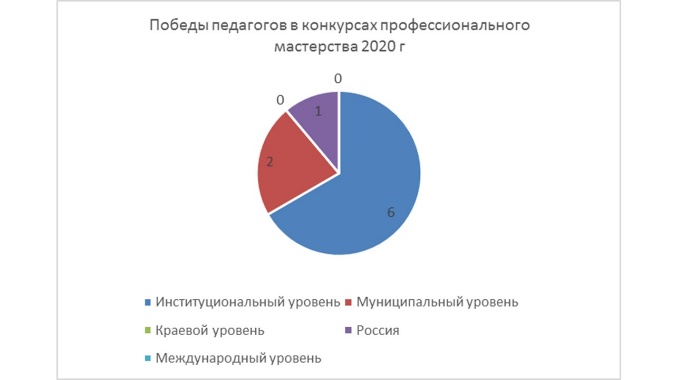 Победы педагогов в конкурсах профессионального
мастерства 2020 г
0
0
1
2
6
Институциональный уровень Муниципальный уровень
Краевой уровень Россия
Международный уровень